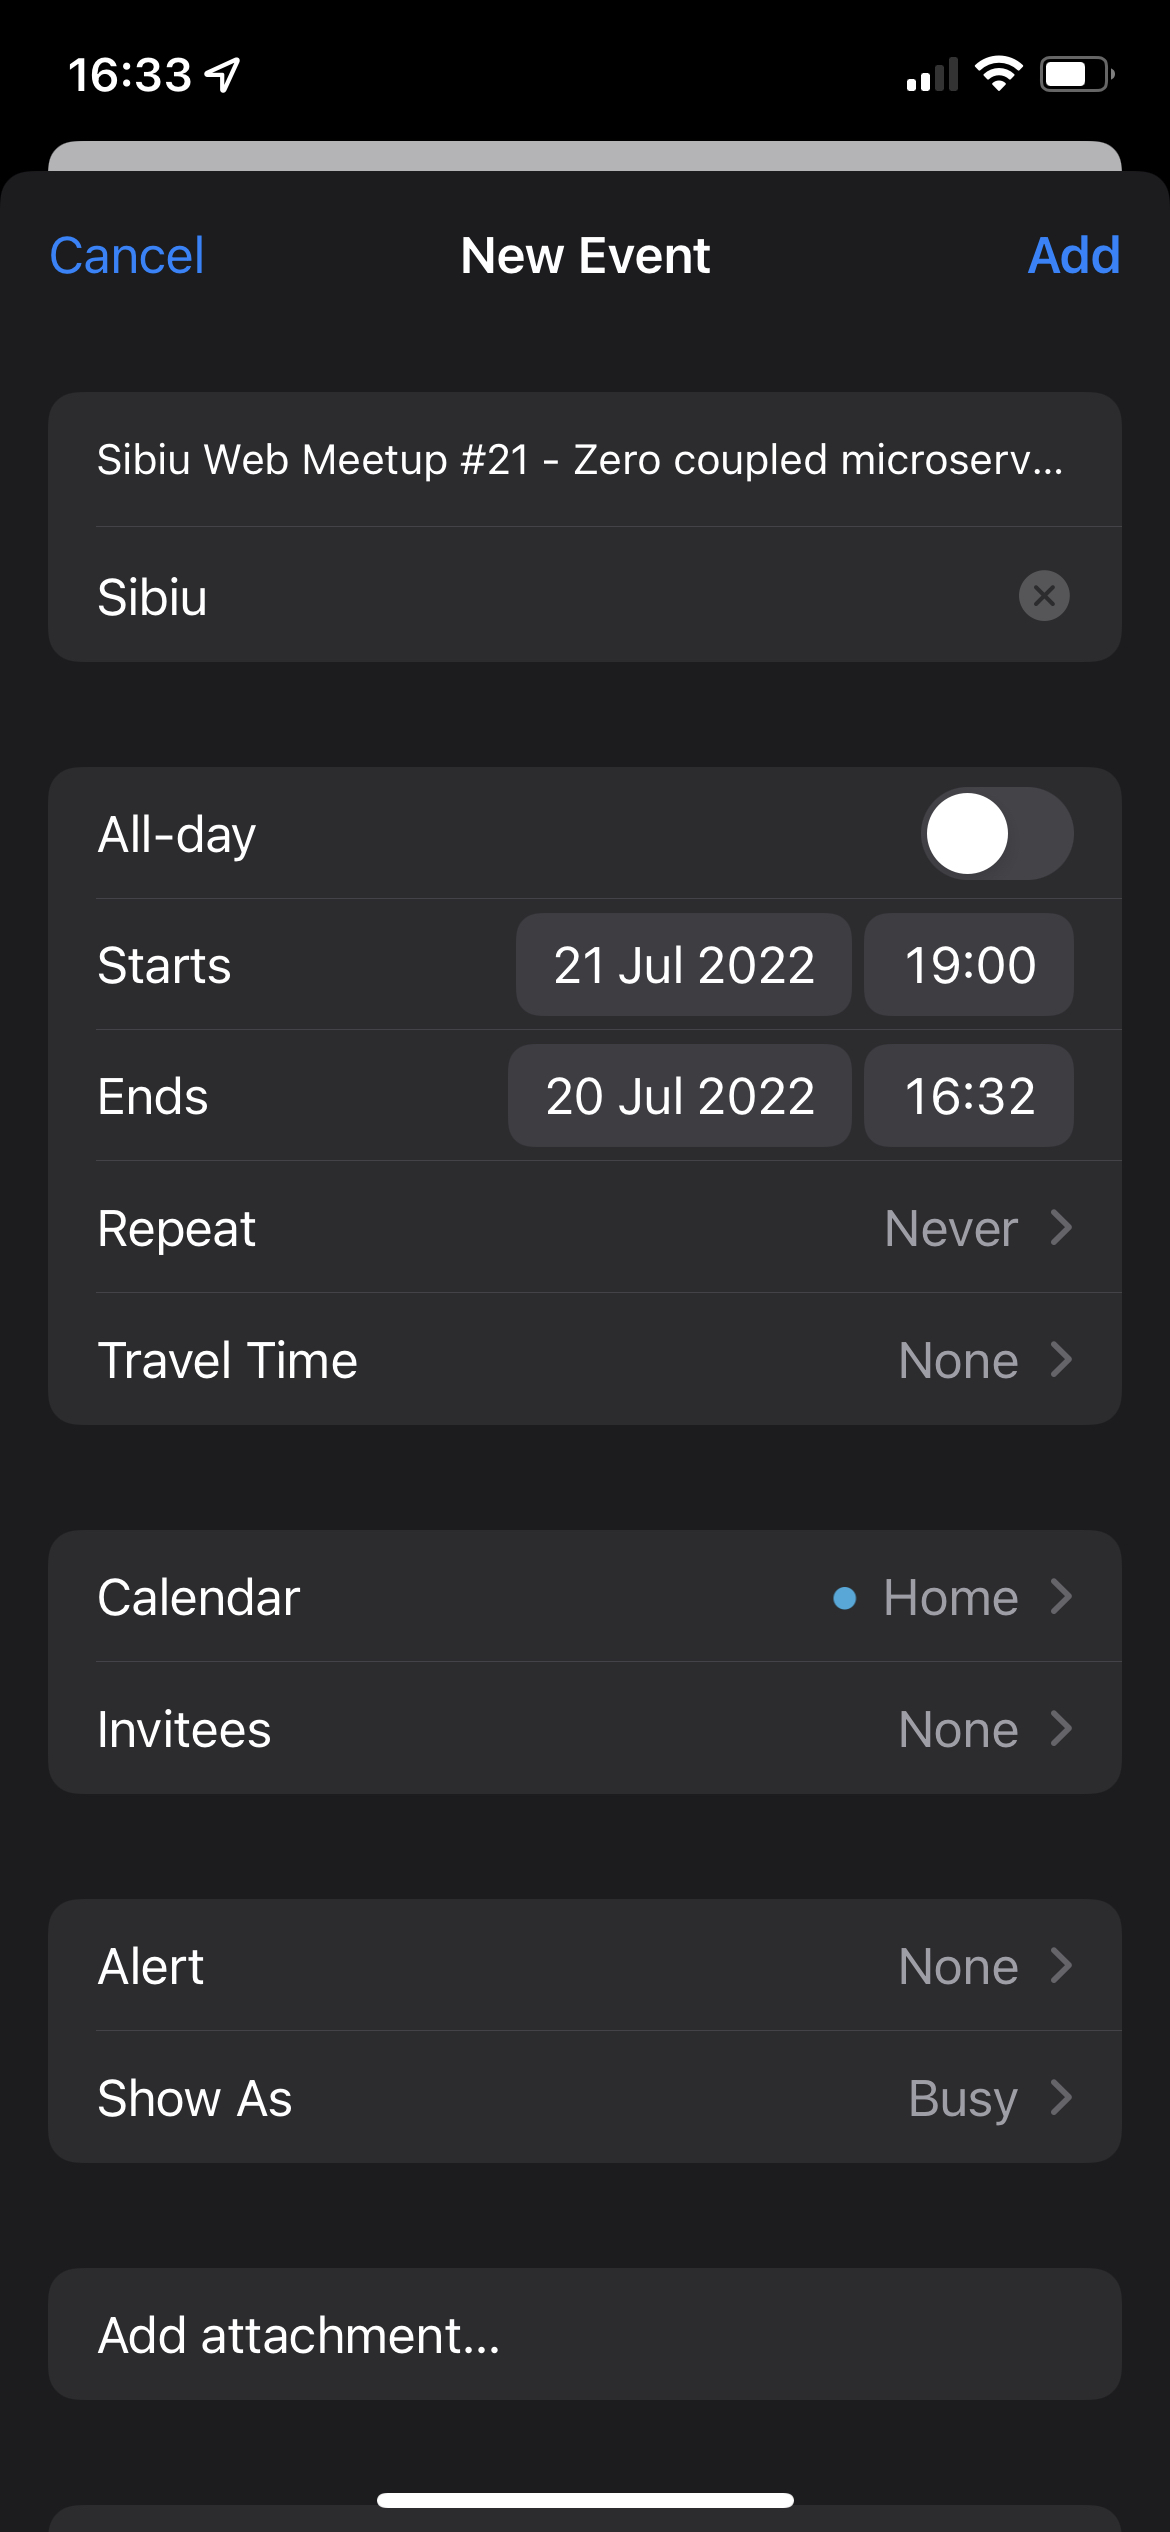 16:33
Cancel New Event Add
Sibiu Web Meetup #21 - Zero coupled microserv...
Sibiu
All-day
Starts 21 Jul 2022 19:00
Ends 20 Jul 2022 16:32
Repeat Never
Travel Time None
Calendar Home
Invitees None
Alert None
Show As Busy
Add attachment...